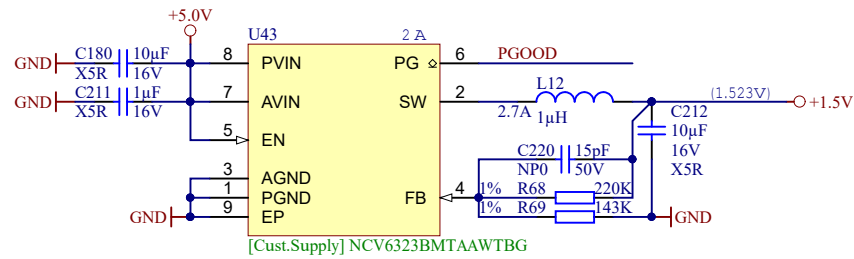 +5.0V
U43
2 A
C180 10µF
GND
X5R 16V
8 PVIN
PG 6 PGOOD
C211 1µF
GND
X5R 16V
7 AVIN
SW 2
L12
2.7A
1µH
(1.523V)
+1.5V
C212
10µF
16V
X5R
5 EN
C220 15pF
NP0 50V
3 AGND
1 PGND
9 EP
GND
FB 4
1% R68 220K
1% R69 143K
GND
[Cust.Supply] NCV6323BMTAAWTBG